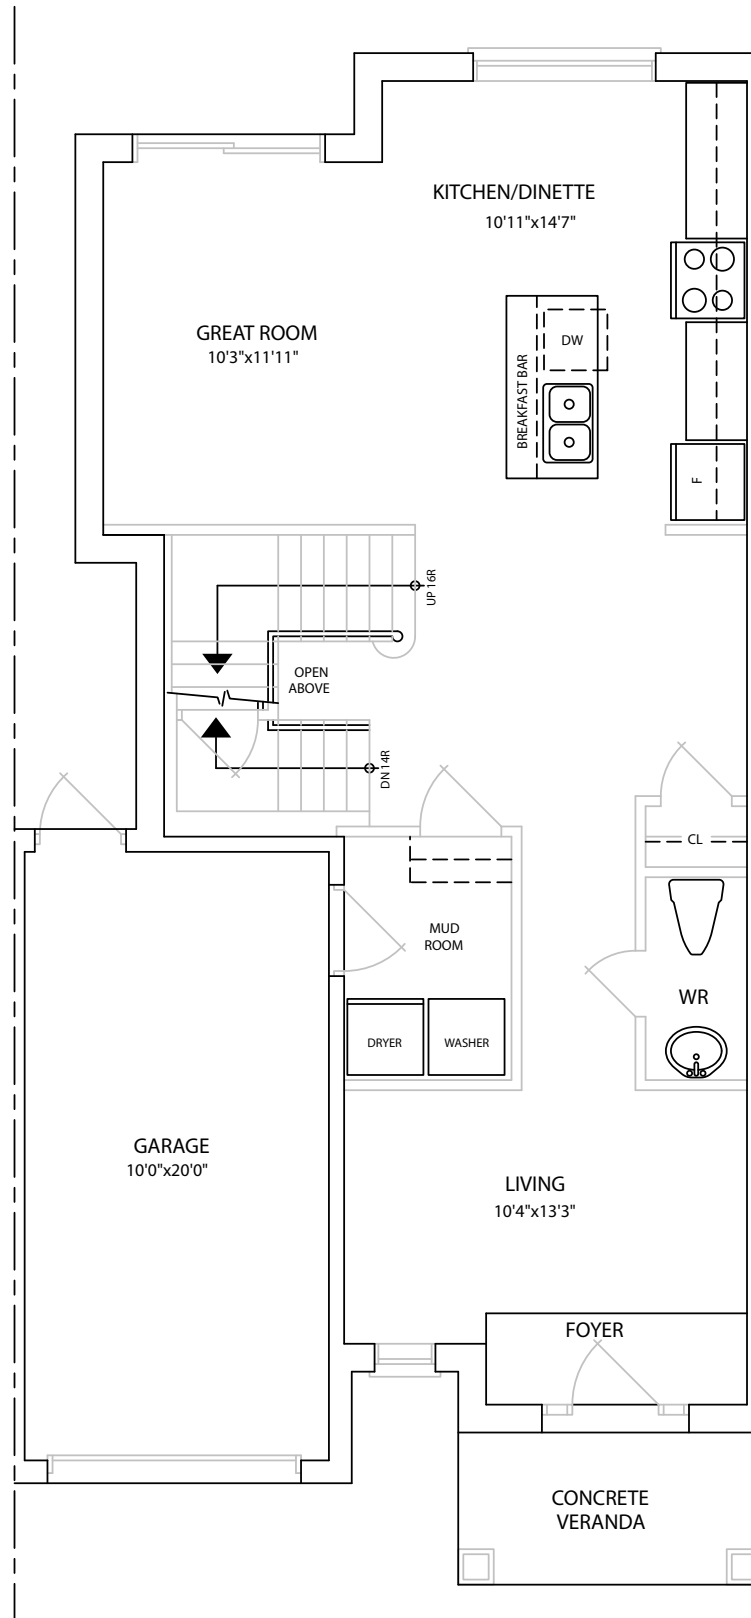 KITCHEN/DINETTE
10'11"x14'7"
GREAT ROOM
10'3"x11'11"
BREAKFAST BAR
DW
F
UP 16R
OPEN
ABOVE
DN 14R
CL
MUD
ROOM
WR
DRYER
WASHER
GARAGE
10'0"x20'0"
LIVING
10'4"x13'3"
FOYER
CONCRETE
VERANDA